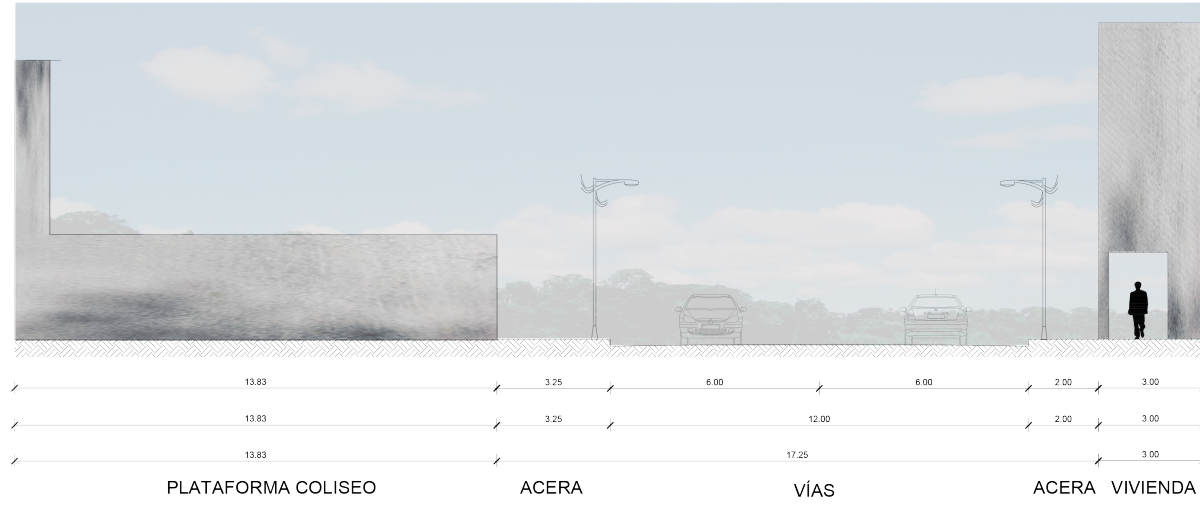 13.83 3.25 6.00 6.00 2.00 3.00
13.83 3.25 12.00 2.00 3.00
13.83 17.25 3.00
PLATAFORMA COLISEO ACERA VÍAS ACERA VIVIENDA